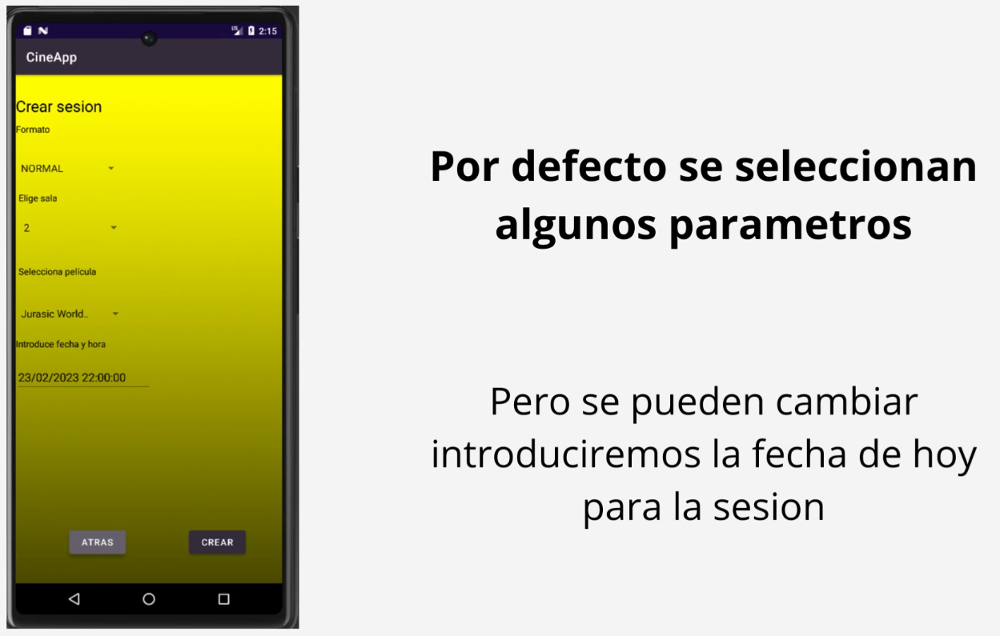 2:15
CineApp
Crear sesion
Formato
NORMAL
Elige sala
2
Selecciona película
Jurasic World..
Introduce fecha y hora
23/02/2023 22:00:00
ATRAS
CREAR
Por defecto se seleccionan
algunos parametros
Pero se pueden cambiar
introduciremos la fecha de hoy
para la sesion